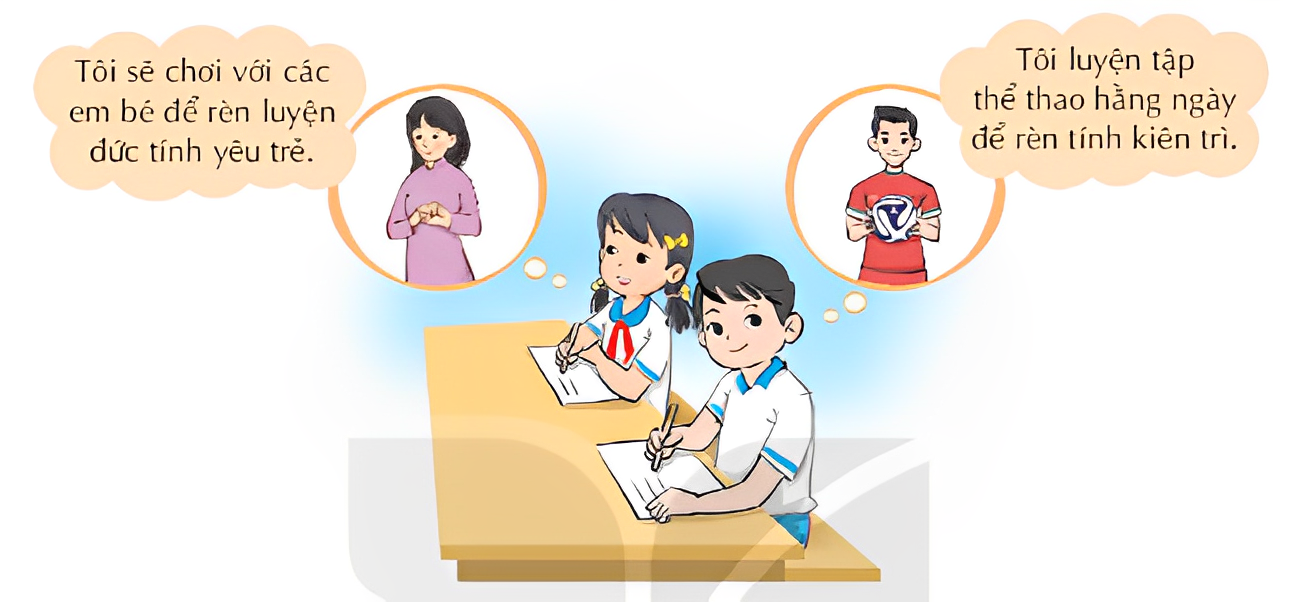 Tôi sẽ chơi với các
em bé để rèn luyện
đức tính yêu trẻ.
Tôi luyện tập
thể thao hằng ngày
để rèn tính kiên trì.